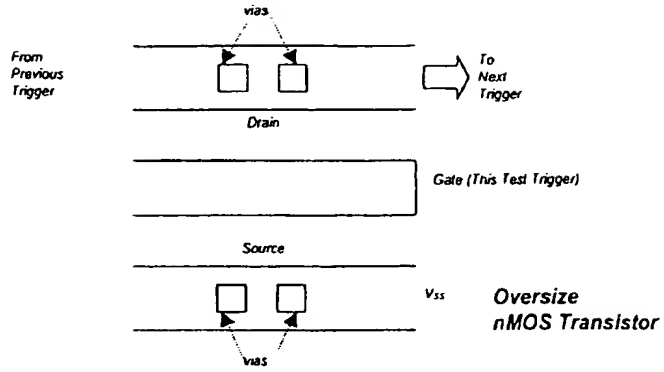 vias
From
Previous
Trigger
To
Next
Trigger
Drain
Gate (This Test Trigger)
Source
Vss
Oversize
nMOS Transistor
vias